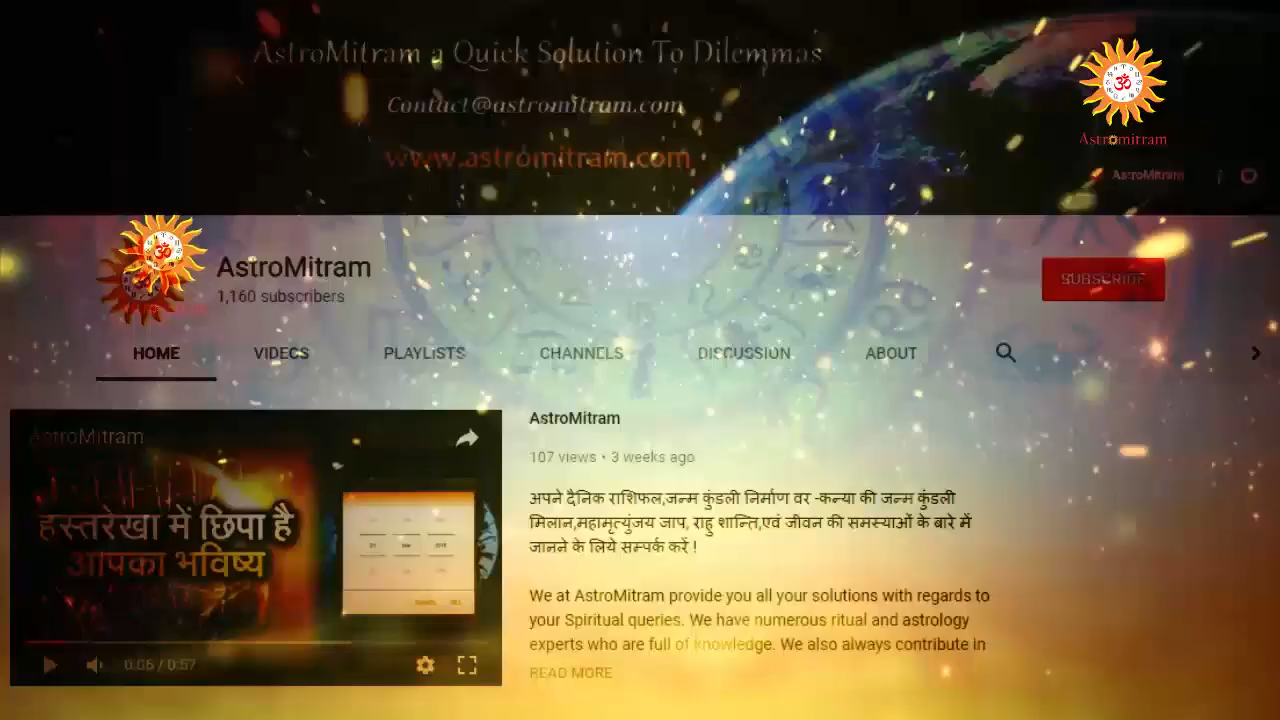 AstroMitram a Quick Solution To Dilemmas
Contact@astromitram.com
www.astromitram.com
Astromitram
AstroMitram
AstroMitram
1,160 subscribers
SUBSCRIBE
HOME VIDEOS PLAYLISTS CHANNELS DISCUSSION ABOUT
AstroMitram
हस्तरेखा में छिपा है
आपका भविष्य
0:06 / 0:57
AstroMitram
107 views • 3 weeks ago
अपने दैनिक राशिफल,जन्म कुंडली निर्माण वर -कन्या की जन्म कुंडली
मिलान,महामृत्युंजय जाप, राहु शान्ति,एवं जीवन की समस्याओं के बारे में
जानने के लिये सम्पर्क करें !
We at AstroMitram provide you all your solutions with regards to
your Spiritual queries. We have numerous ritual and astrology
experts who are full of knowledge. We also always contribute in
READ MORE